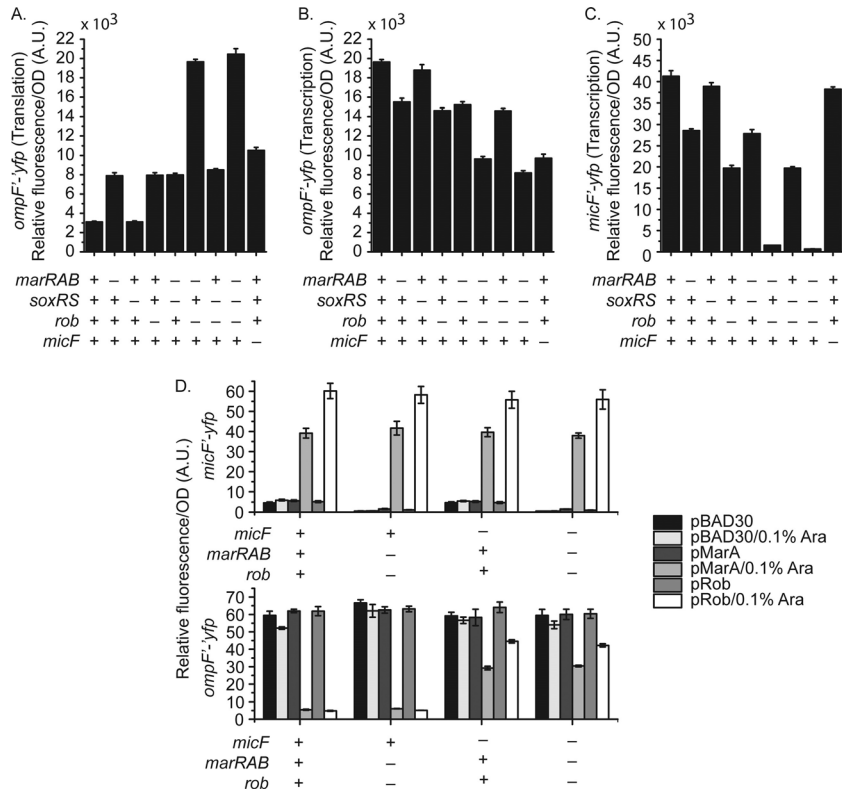 A.
B.
C.
x 10³
x 10³
x 10³
ompF'-'yfp (Translation)
Relative fluorescence/OD (A.U.)
22
20
18
16
14
12
10
8
6
4
2
0
ompF'-yfp (Transcription)
Relative fluorescence/OD (A.U.)
22
20
18
16
14
12
10
8
6
4
2
0
micF'-yfp (Transcription)
Relative fluorescence/OD (A.U.)
50
40
30
20
10
5
0
marRAB + – + + – – + – +
soxRS + + – + – + – – +
rob + + + – + – – – +
micF + + + + + + + + –
marRAB + – + + – – + – +
soxRS + + – + – + – – +
rob + + + – + – – – +
micF + + + + + + + + –
marRAB + – + + – – + – +
soxRS + + – + – + – – +
rob + + + – + – – – +
micF + + + + + + + + –
D.
Relative fluorescence/OD (A.U.)
micF'-yfp
60
50
40
30
20
10
5
0
micF + + – –
marRAB + – + –
rob + – + –
ompF'-'yfp
70
60
50
40
30
20
10
0
micF + + – –
marRAB + – + –
rob + – + –
pBAD30
pBAD30/0.1% Ara
pMarA
pMarA/0.1% Ara
pRob
pRob/0.1% Ara